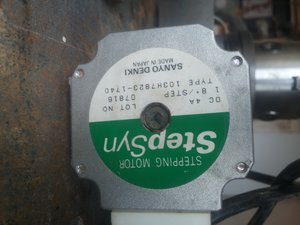 STEPPING MOTOR
StepSyn
DC 4A LOT NO
1.8°/STEP 07816
TYPE 103H7823-1740
SANYO DENKI
MADE IN JAPAN